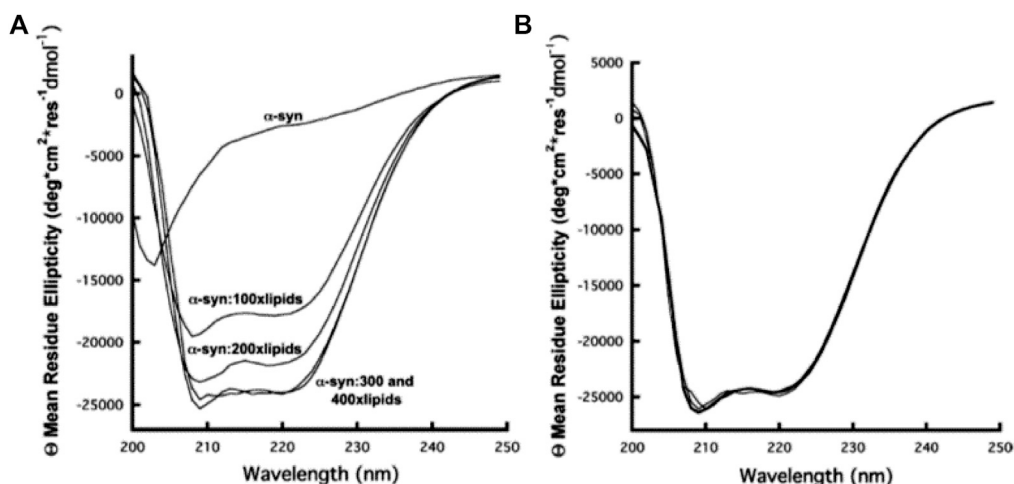 A
B
Θ Mean Residue Ellipticity (deg*cm²*res⁻¹dmol⁻¹)
0
-5000
-10000
-15000
-20000
-25000
α-syn
α-syn:100xlipids
α-syn:200xlipids
α-syn:300 and
400xlipids
200 210 220 230 240 250
Wavelength (nm)
Θ Mean Residue Ellipticity (deg*cm²*res⁻¹dmol⁻¹)
5000
0
-5000
-10000
-15000
-20000
-25000
200 210 220 230 240 250
Wavelength (nm)